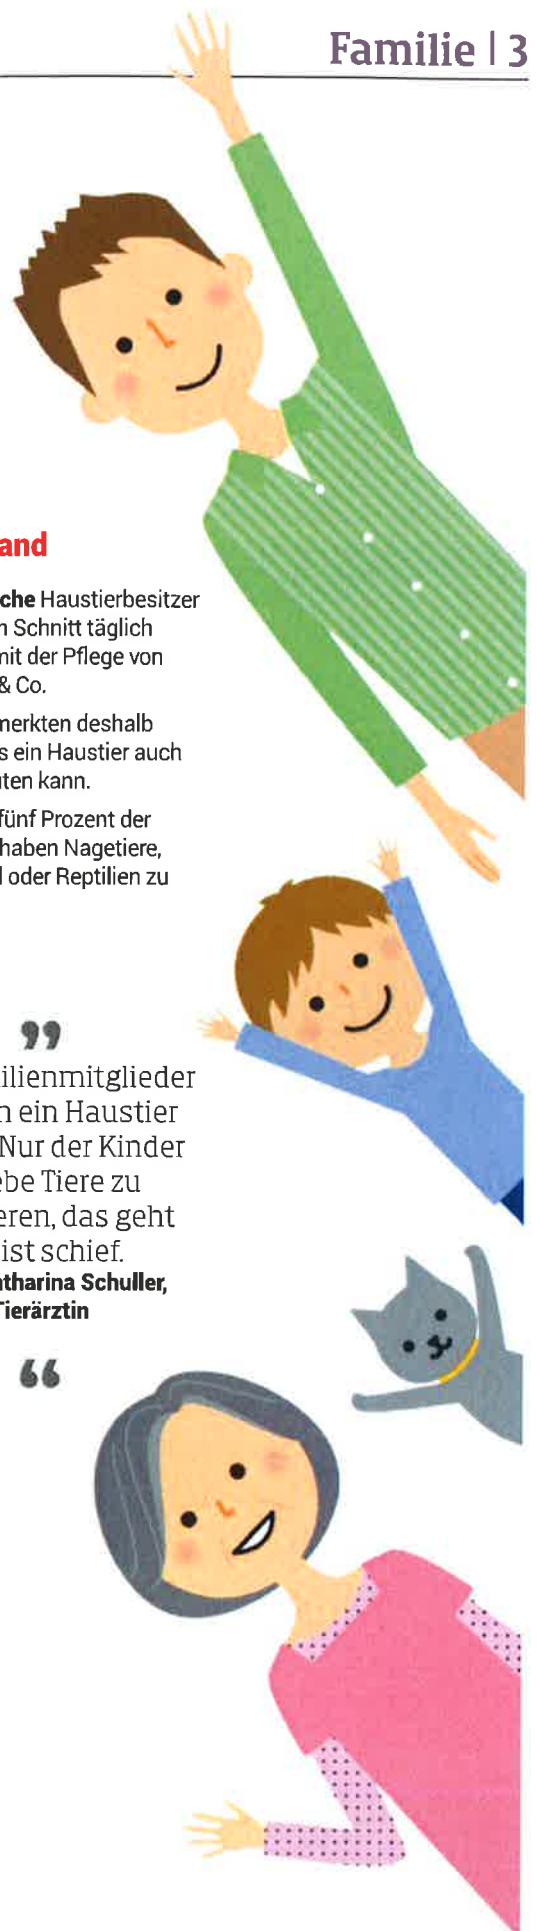 Familie | 3
and
che Haustierbesitzer
n Schnitt täglich
mit der Pflege von
& Co.
merkten deshalb
s ein Haustier auch
ten kann.
fünf Prozent der
haben Nagetiere,
l oder Reptilien zu
”
ilienmitglieder
n ein Haustier
Nur der Kinder
ebe Tiere zu
eren, das geht
ist schief.
atharina Schuller,
Tierärztin
“